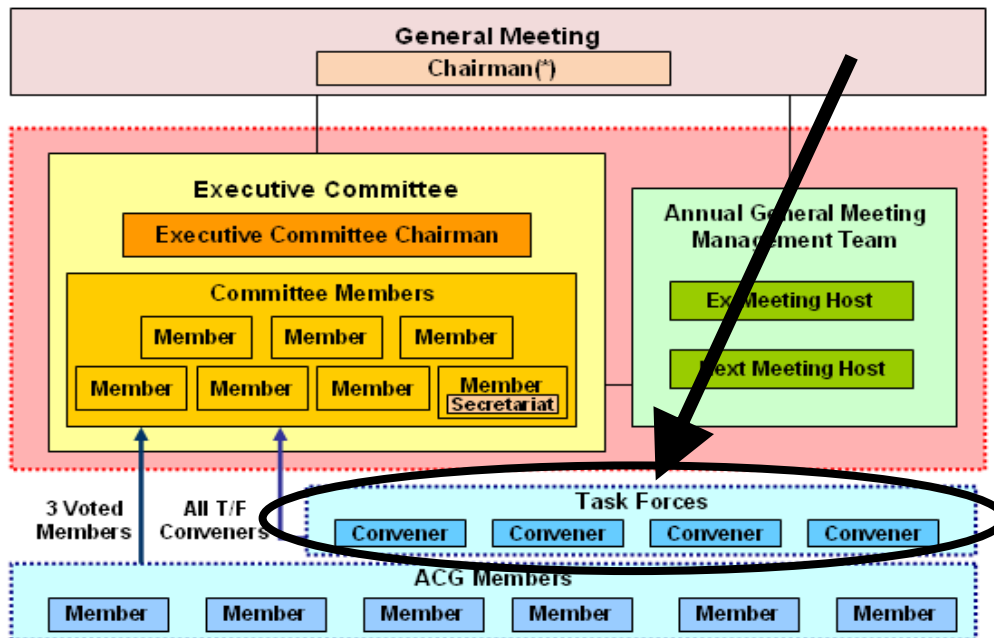 General Meeting
Chairman(*)
Executive Committee
Executive Committee Chairman
Committee Members
Member Member Member
Member Member Member Member
Secretariat
Annual General Meeting
Management Team
Ex Meeting Host
Next Meeting Host
3 Voted
Members
All T/F
Conveners
Task Forces
Convener Convener Convener Convener
ACG Members
Member Member Member Member Member Member